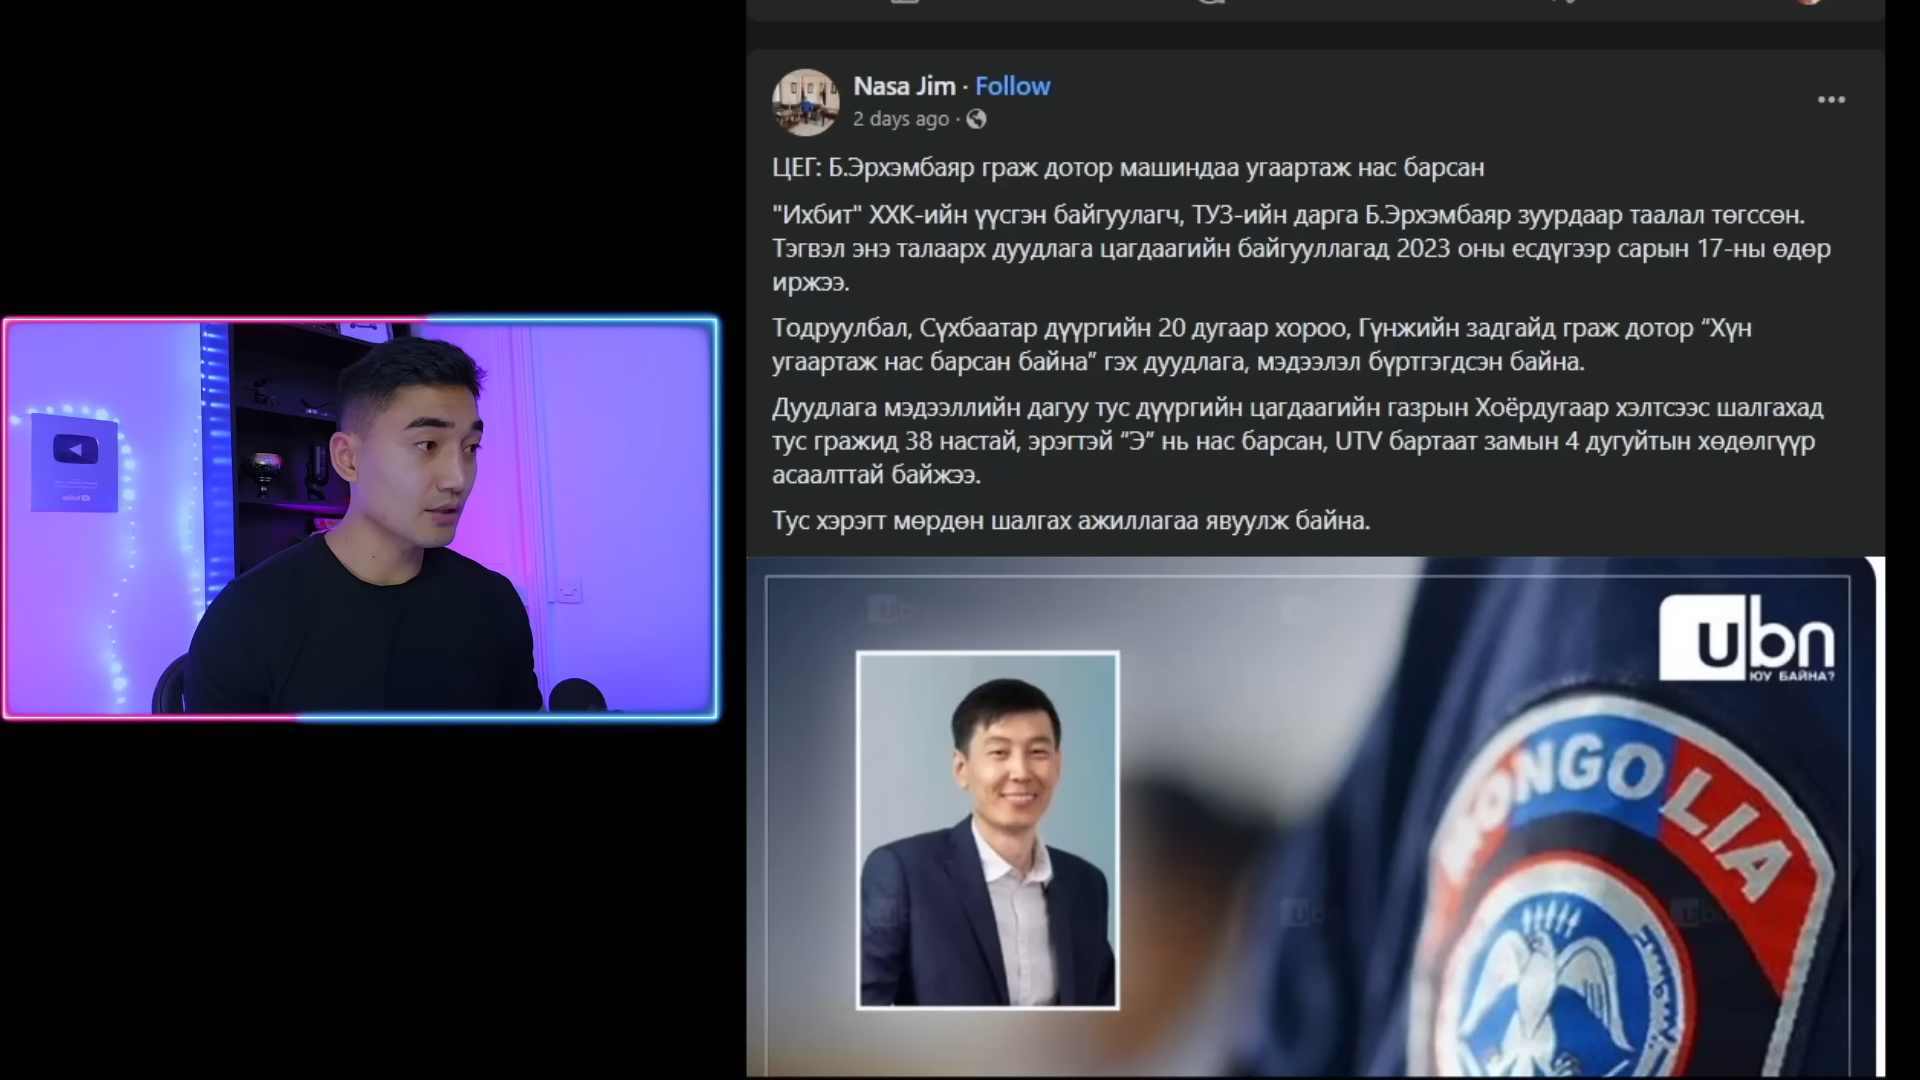 Nasa Jim · Follow
2 days ago ·
ЦЕГ: Б.Эрхэмбаяр граж дотор машиндаа угаартаж нас барсан
"Ихбит" ХХК-ийн үүсгэн байгуулагч, ТУЗ-ийн дарга Б.Эрхэмбаяр зуурдаар таалал төгссөн.
Тэгвэл энэ талаарх дуудлага цагдаагийн байгууллагад 2023 оны есдүгээр сарын 17-ны өдөр
иржээ.
Тодруулбал, Сүхбаатар дүүргийн 20 дугаар хороо, Гүнжийн задгайд граж дотор “Хүн
угаартаж нас барсан байна” гэх дуудлага, мэдээлэл бүртгэгдсэн байна.
Дуудлага мэдээллийн дагуу тус дүүргийн цагдаагийн газрын Хоёрдугаар хэлтсээс шалгахад
тус гражид 38 настай, эрэгтэй “Э” нь нас барсан, UTV бартаат замын 4 дугуйтын хөдөлгүүр
асаалттай байжээ.
Тус хэрэгт мөрдөн шалгах ажиллагаа явуулж байна.
ubn
ЮУ БАЙНА?
MONGOLIA